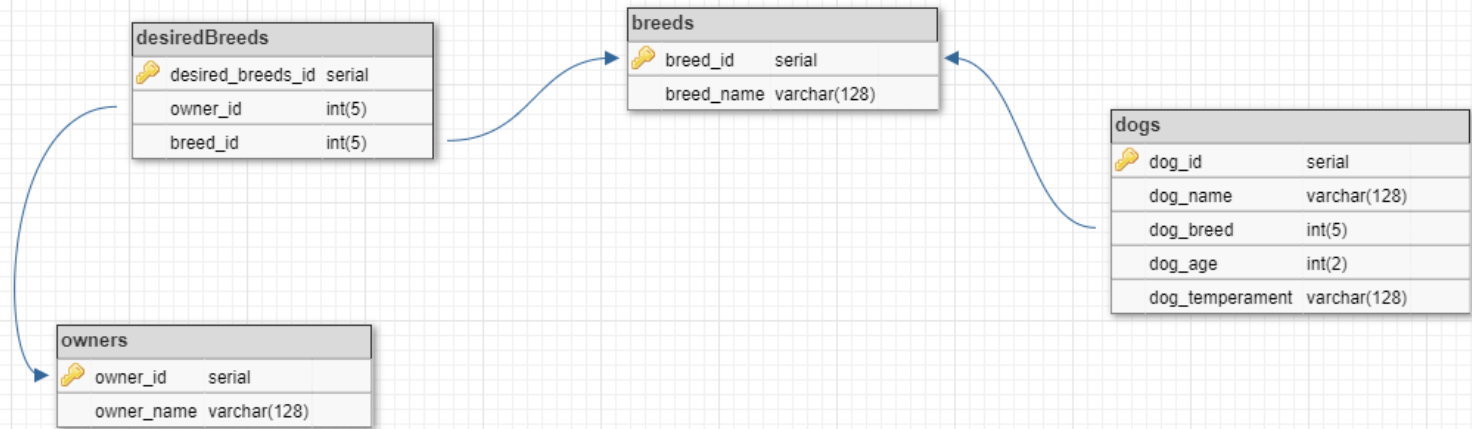 desiredBreeds
desired_breeds_id serial
owner_id int(5)
breed_id int(5)
breeds
breed_id serial
breed_name varchar(128)
dogs
dog_id serial
dog_name varchar(128)
dog_breed int(5)
dog_age int(2)
dog_temperament varchar(128)
owners
owner_id serial
owner_name varchar(128)